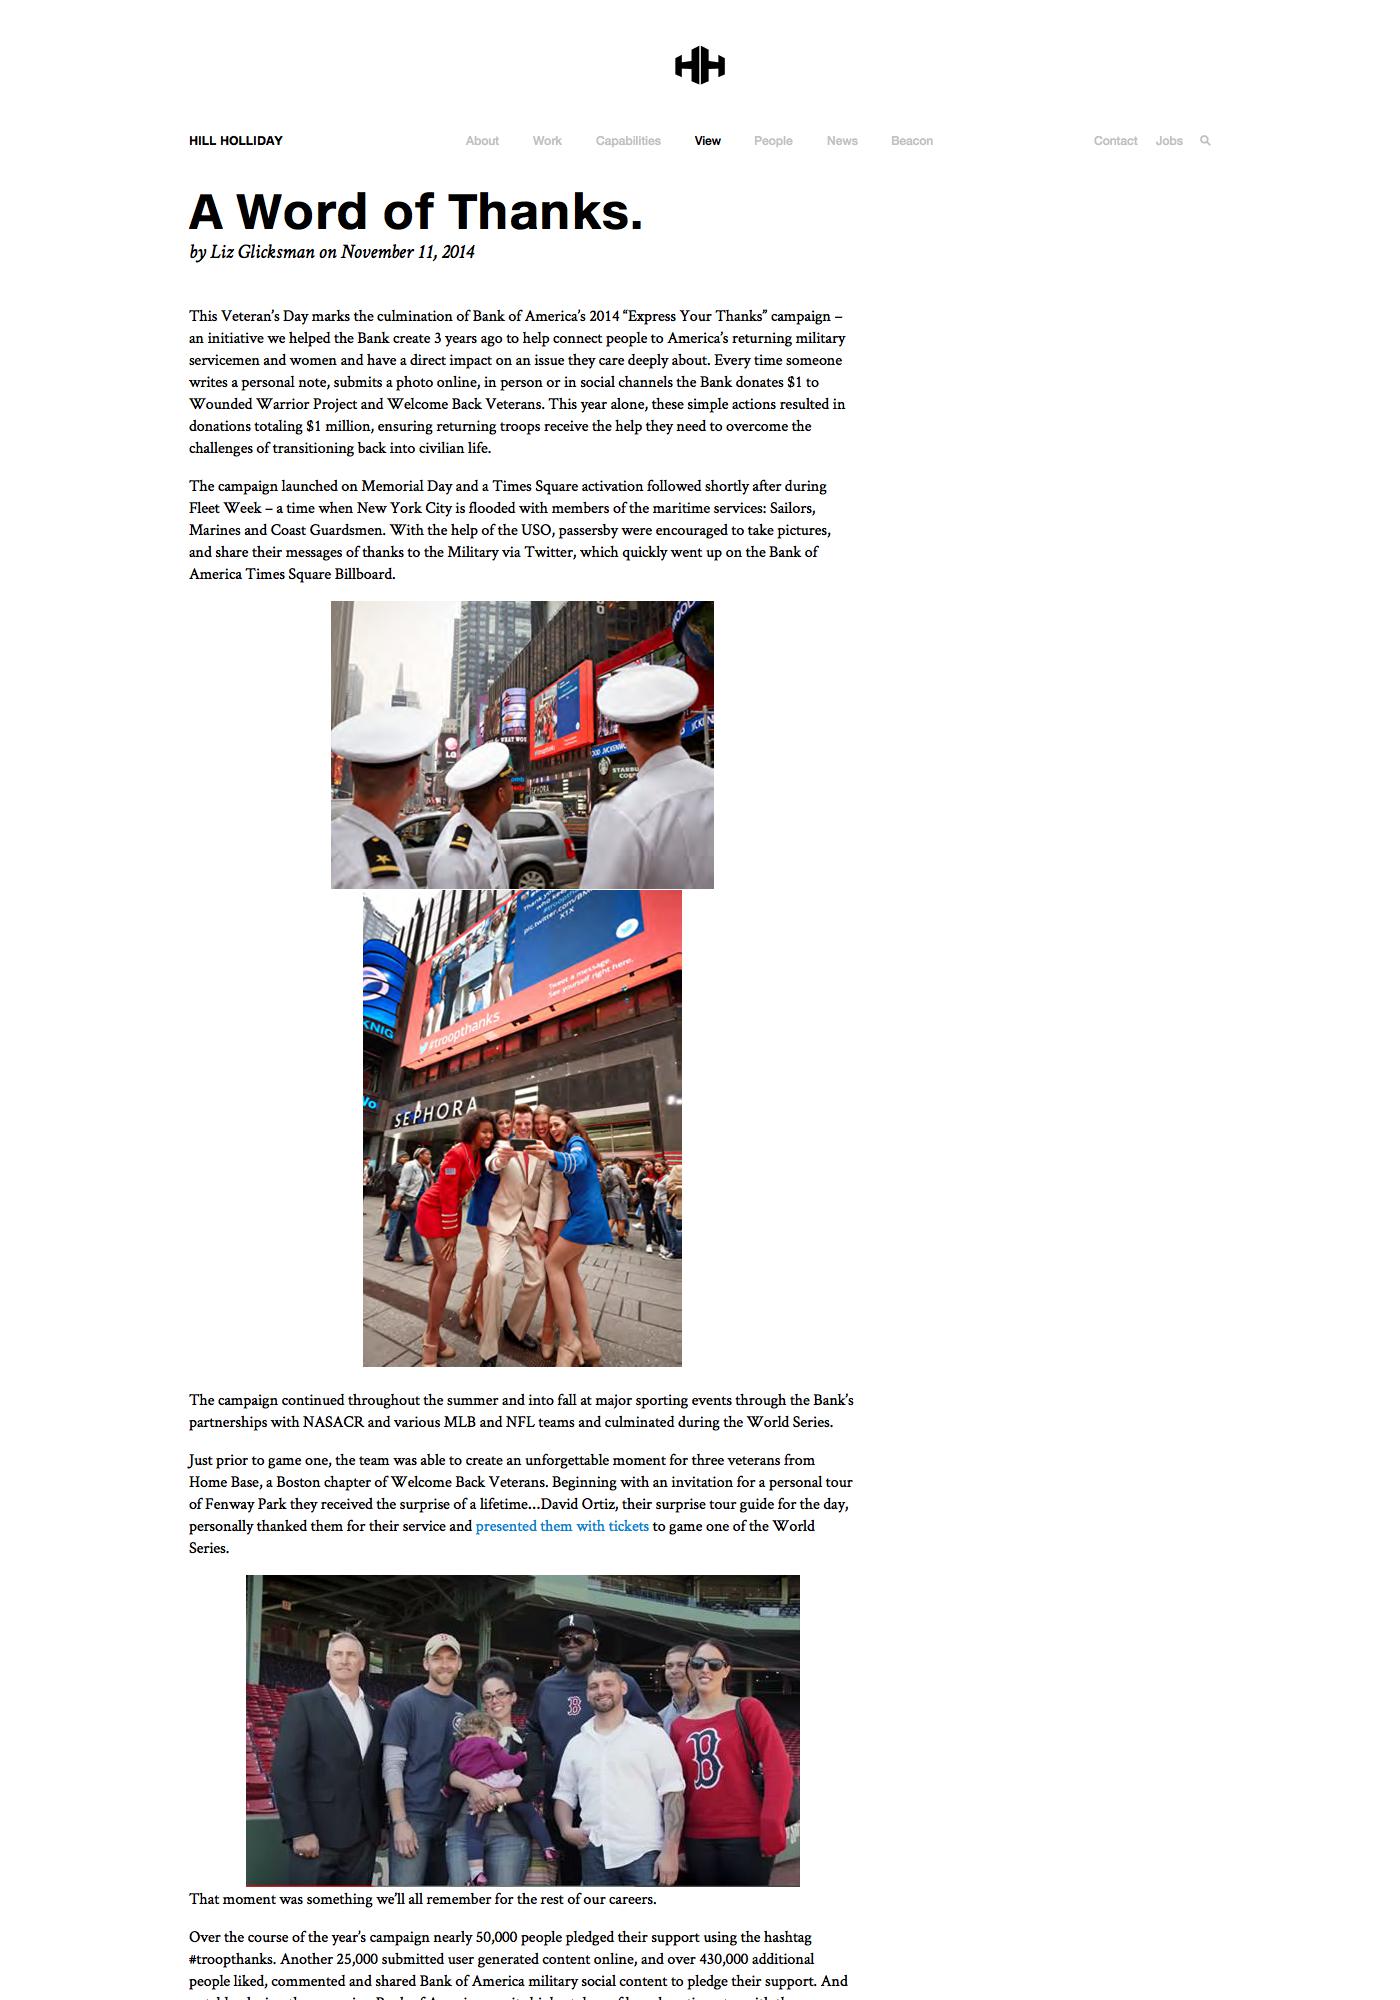 HILL HOLLIDAY
About Work Capabilities View People News Beacon
Contact Jobs
A Word of Thanks.
by Liz Glicksman on November 11, 2014
This Veteran's Day marks the culmination of Bank of America's 2014 “Express Your Thanks” campaign –
an initiative we helped the Bank create 3 years ago to help connect people to America's returning military
servicemen and women and have a direct impact on an issue they care deeply about. Every time someone
writes a personal note, submits a photo online, in person or in social channels the Bank donates $1 to
Wounded Warrior Project and Welcome Back Veterans. This year alone, these simple actions resulted in
donations totaling $1 million, ensuring returning troops receive the help they need to overcome the
challenges of transitioning back into civilian life.
The campaign launched on Memorial Day and a Times Square activation followed shortly after during
Fleet Week – a time when New York City is flooded with members of the maritime services: Sailors,
Marines and Coast Guardsmen. With the help of the USO, passersby were encouraged to take pictures,
and share their messages of thanks to the Military via Twitter, which quickly went up on the Bank of
America Times Square Billboard.
LG
SEPHORA
#troopthanks
pic.twitter.com/BM
X1X
Tweet a message.
See yourself right here.
#troopthanks
KNIG
SEPHORA
The campaign continued throughout the summer and into fall at major sporting events through the Bank's
partnerships with NASACR and various MLB and NFL teams and culminated during the World Series.
Just prior to game one, the team was able to create an unforgettable moment for three veterans from
Home Base, a Boston chapter of Welcome Back Veterans. Beginning with an invitation for a personal tour
of Fenway Park they received the surprise of a lifetime…David Ortiz, their surprise tour guide for the day,
personally thanked them for their service and presented them with tickets to game one of the World
Series.
B
B
That moment was something we'll all remember for the rest of our careers.
Over the course of the year's campaign nearly 50,000 people pledged their support using the hashtag
#troopthanks. Another 25,000 submitted user generated content online, and over 430,000 additional
people liked, commented and shared Bank of America military social content to pledge their support. And